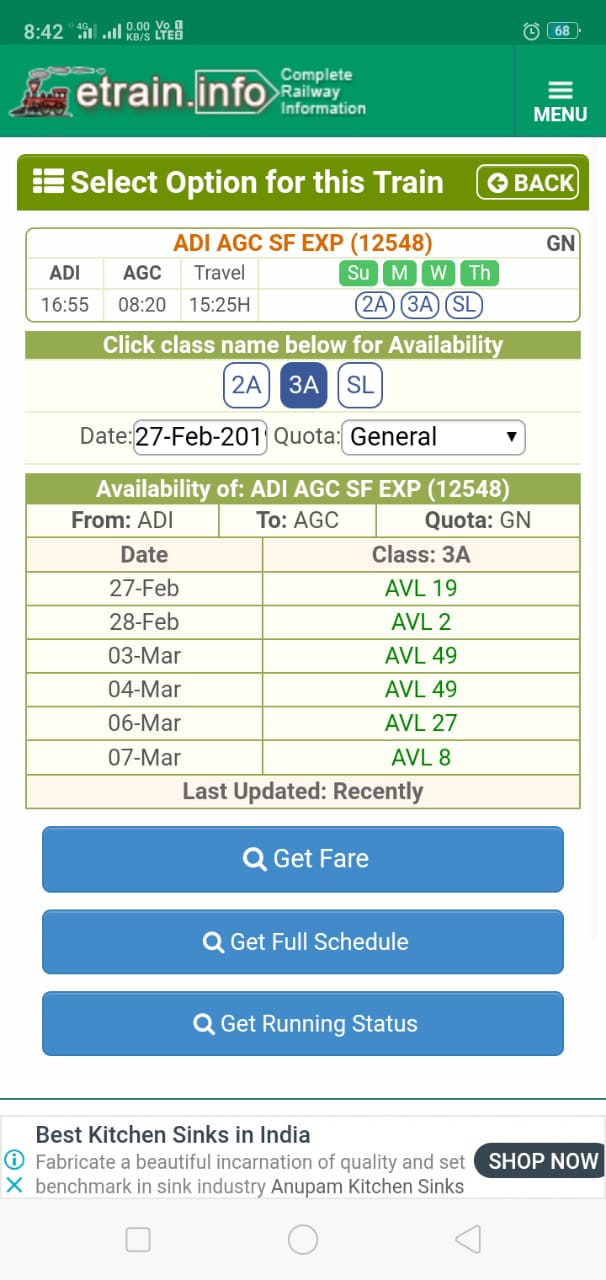 8:42 4G 0.00 KB/S Vo LTE 68
etrain.info Complete
Railway
Information
MENU
Select Option for this Train BACK
ADI AGC SF EXP (12548) GN
ADI AGC Travel Su M W Th
16:55 08:20 15:25H 2A 3A SL
Click class name below for Availability
2A 3A SL
Date: 27-Feb-201 Quota: General
Availability of: ADI AGC SF EXP (12548)
From: ADI To: AGC Quota: GN
Date Class: 3A
27-Feb AVL 19
28-Feb AVL 2
03-Mar AVL 49
04-Mar AVL 49
06-Mar AVL 27
07-Mar AVL 8
Last Updated: Recently
Get Fare
Get Full Schedule
Get Running Status
Best Kitchen Sinks in India
Fabricate a beautiful incarnation of quality and set
benchmark in sink industry Anupam Kitchen Sinks
SHOP NOW